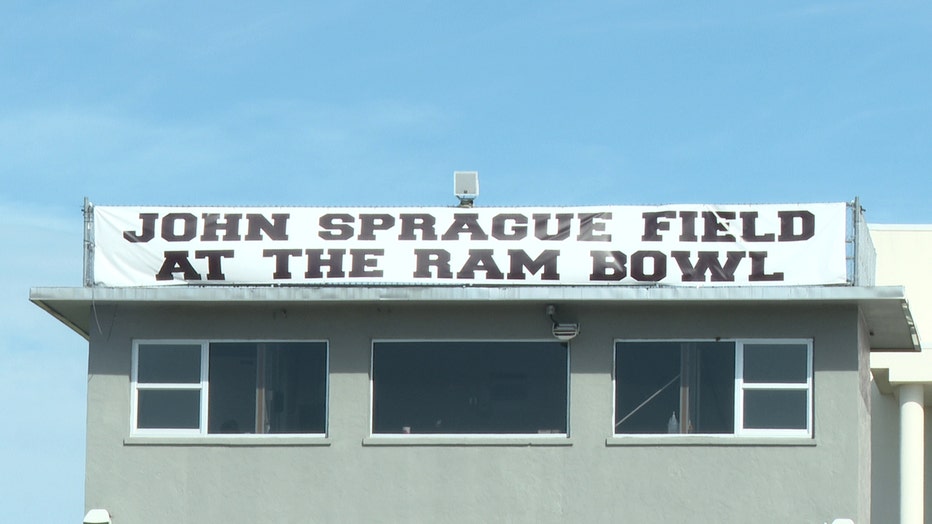 JOHN SPRAGUE FIELD
AT THE RAM BOWL